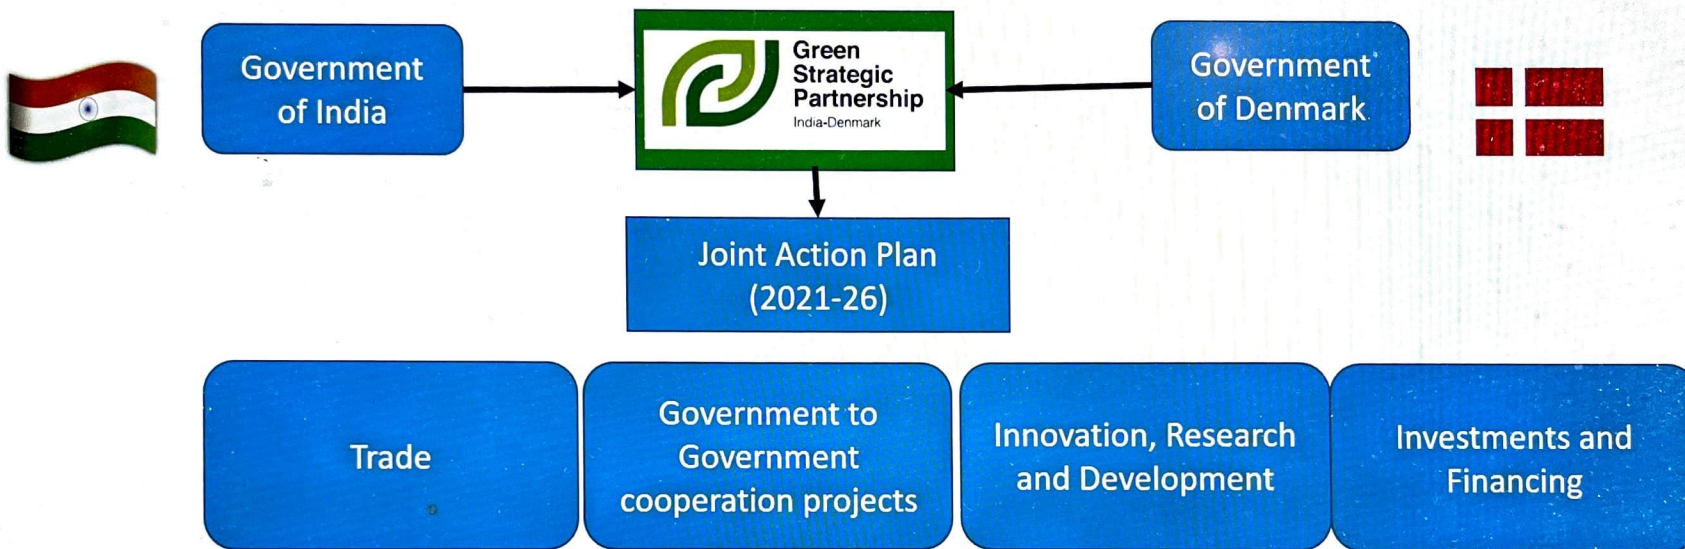 Government
of India
Green
Strategic
Partnership
India-Denmark
Government
of Denmark
Joint Action Plan
(2021-26)
Trade
Government to
Government
cooperation projects
Innovation, Research
and Development
Investments and
Financing